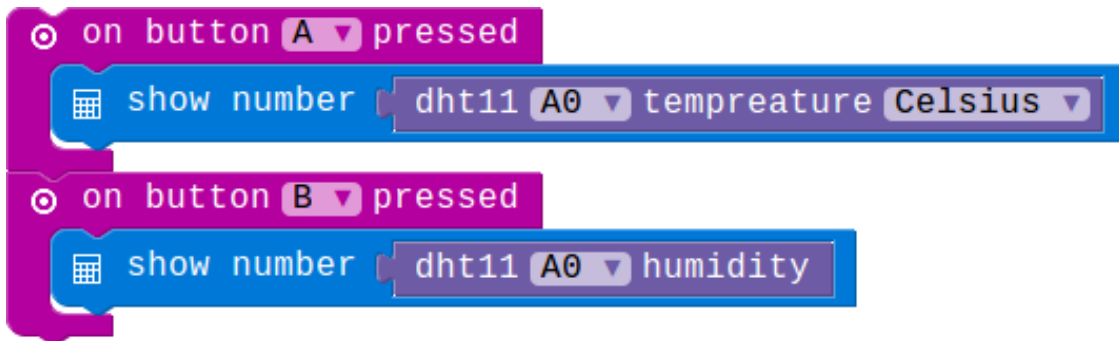 on button A ▼ pressed
show number dht11 A0 ▼ tempreature Celsius ▼
on button B ▼ pressed
show number dht11 A0 ▼ humidity